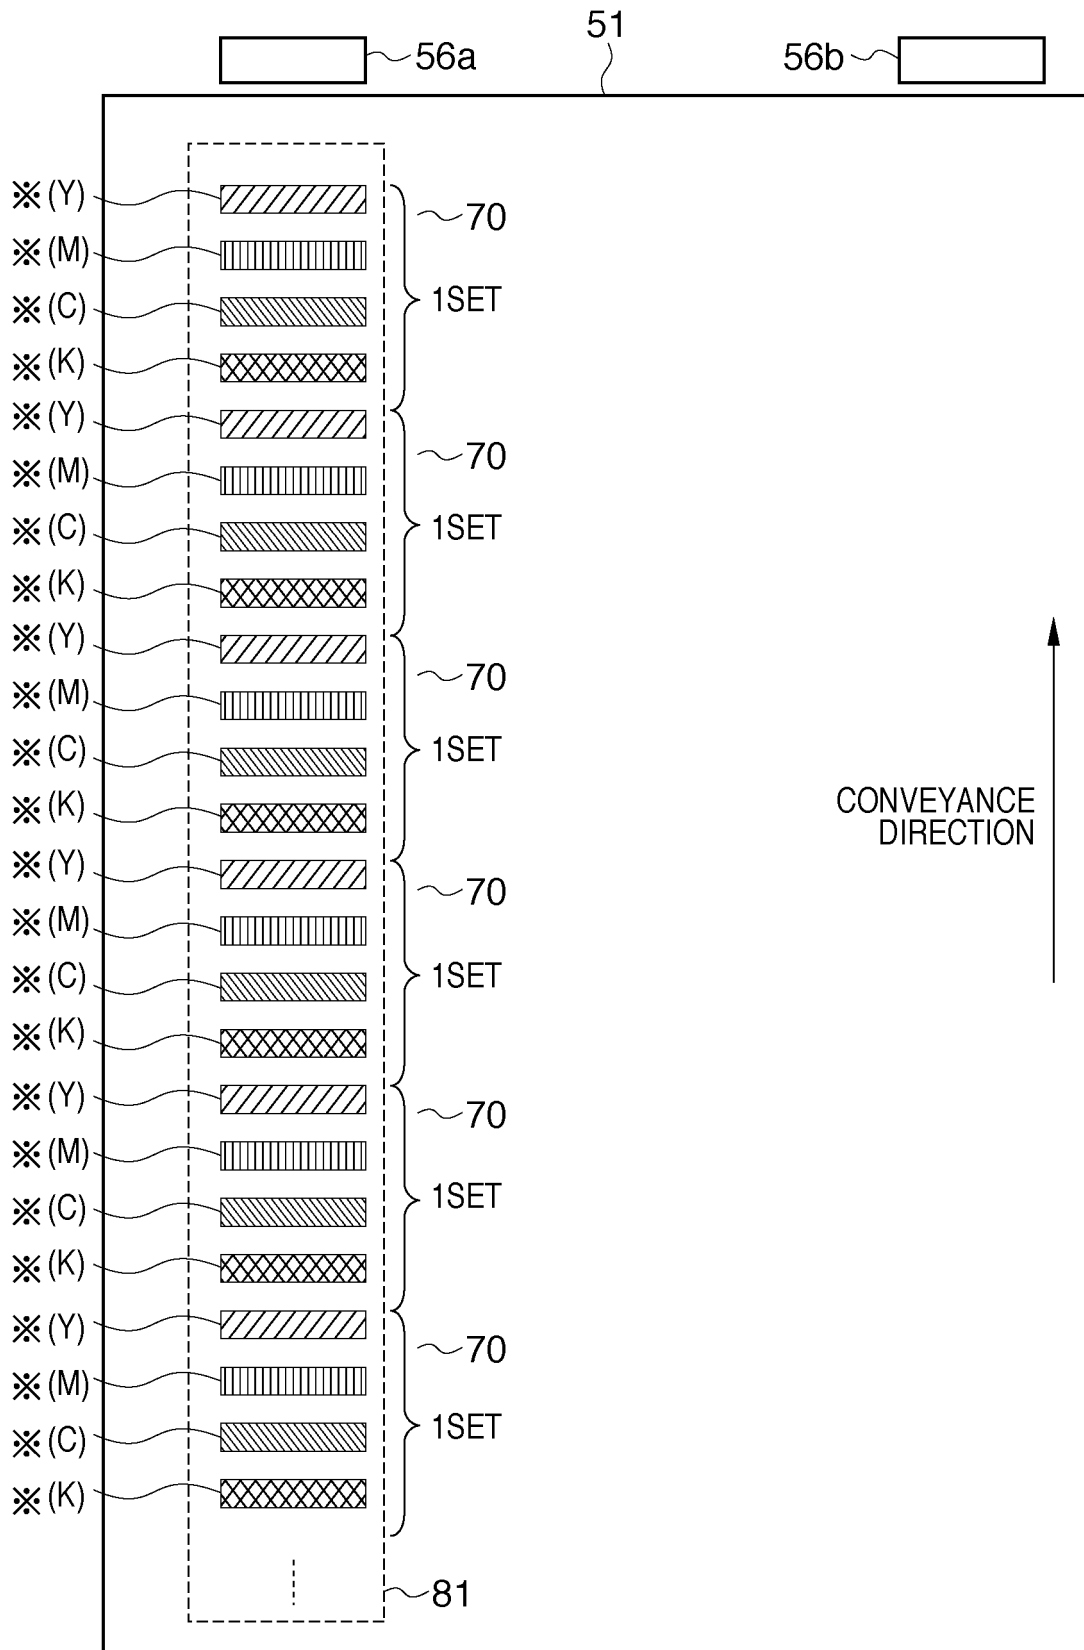 51
56a
56b
※(Y)
70
※(M)
1SET
※(C)
※(K)
※(Y)
70
※(M)
1SET
※(C)
※(K)
※(Y)
70
※(M)
1SET
※(C)
CONVEYANCE
DIRECTION
※(K)
※(Y)
70
※(M)
※(C)
1SET
※(K)
※(Y)
70
※(M)
1SET
※(C)
※(K)
※(Y)
70
※(M)
1SET
※(C)
※(K)
81